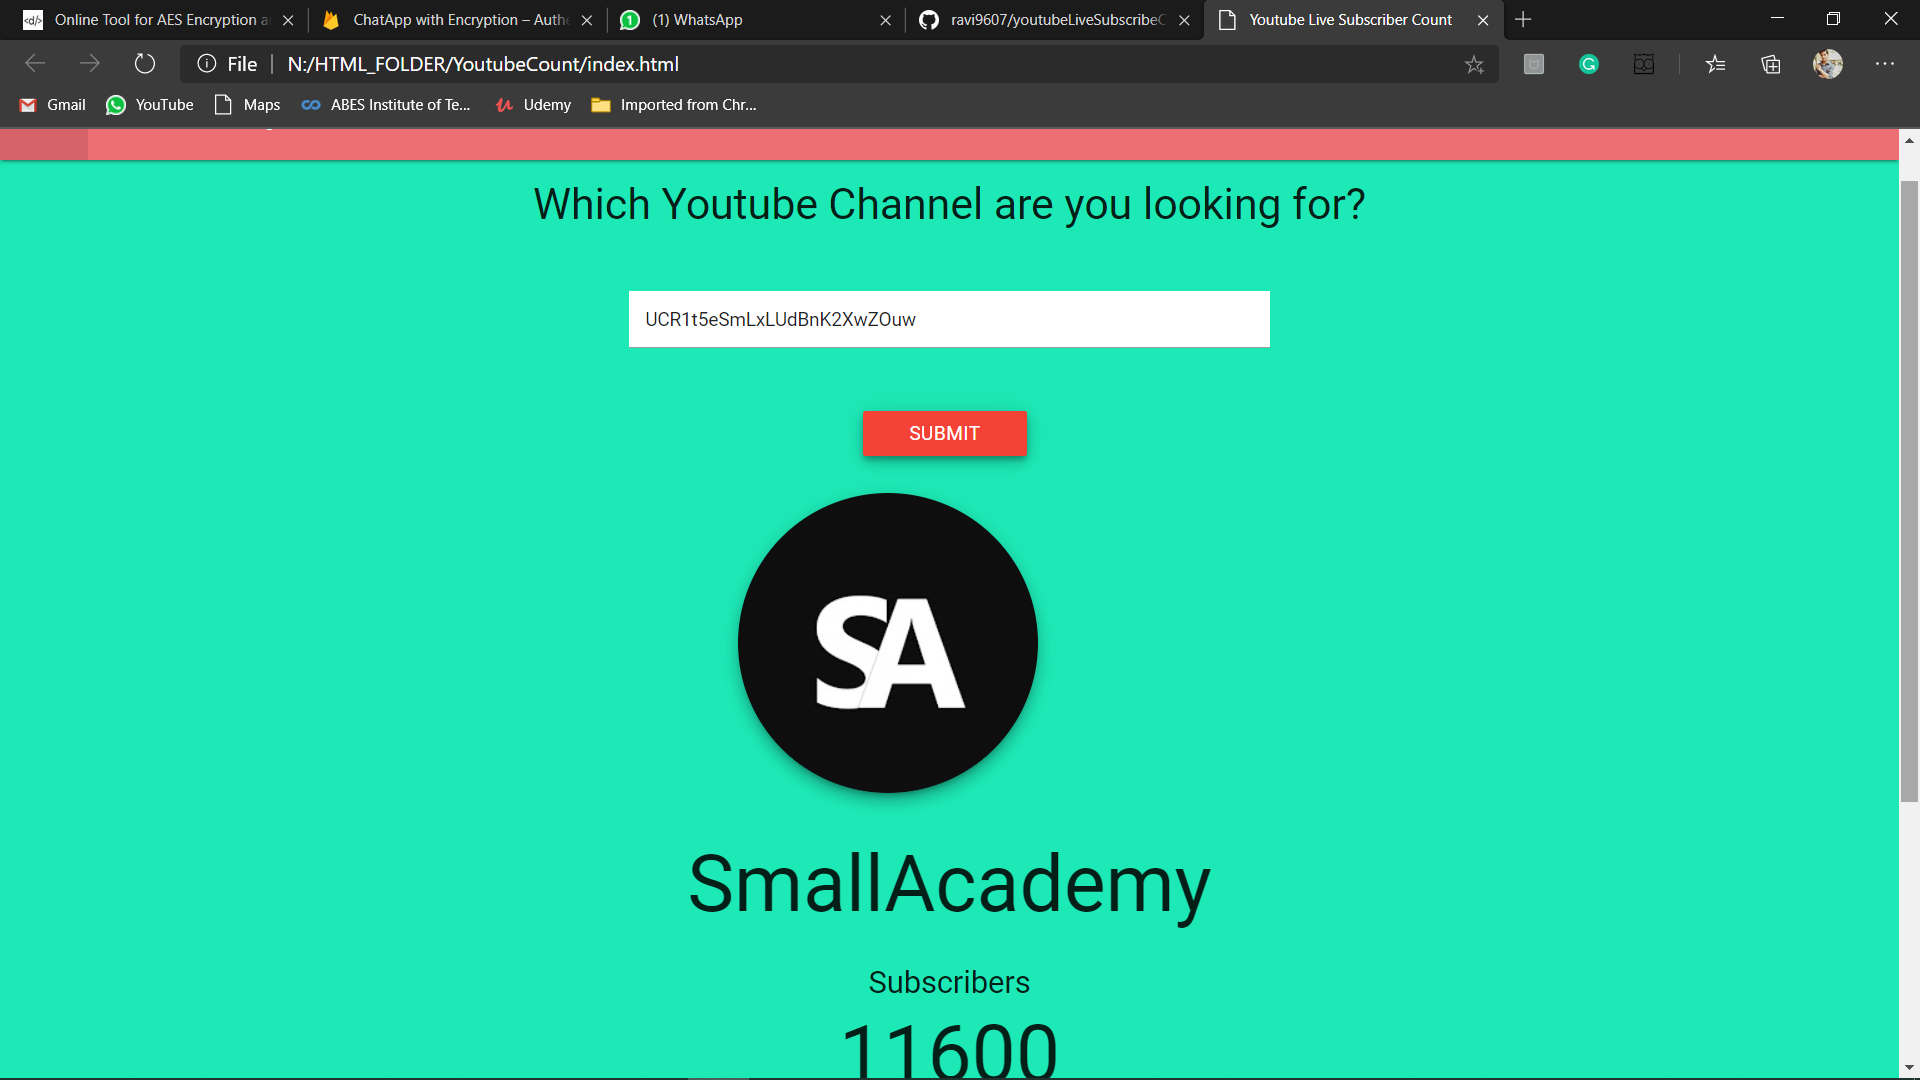 Online Tool for AES Encryption a
ChatApp with Encryption – Authe
1 (1) WhatsApp
ravi9607/youtubeLiveSubscribeC
Youtube Live Subscriber Count
File | N:/HTML_FOLDER/YoutubeCount/index.html
Gmail
YouTube
Maps
ABES Institute of Te...
Udemy
Imported from Chr...
Which Youtube Channel are you looking for?
UCR1t5eSmLxLUdBnK2XwZOuw
SUBMIT
SA
SmallAcademy
Subscribers
11600